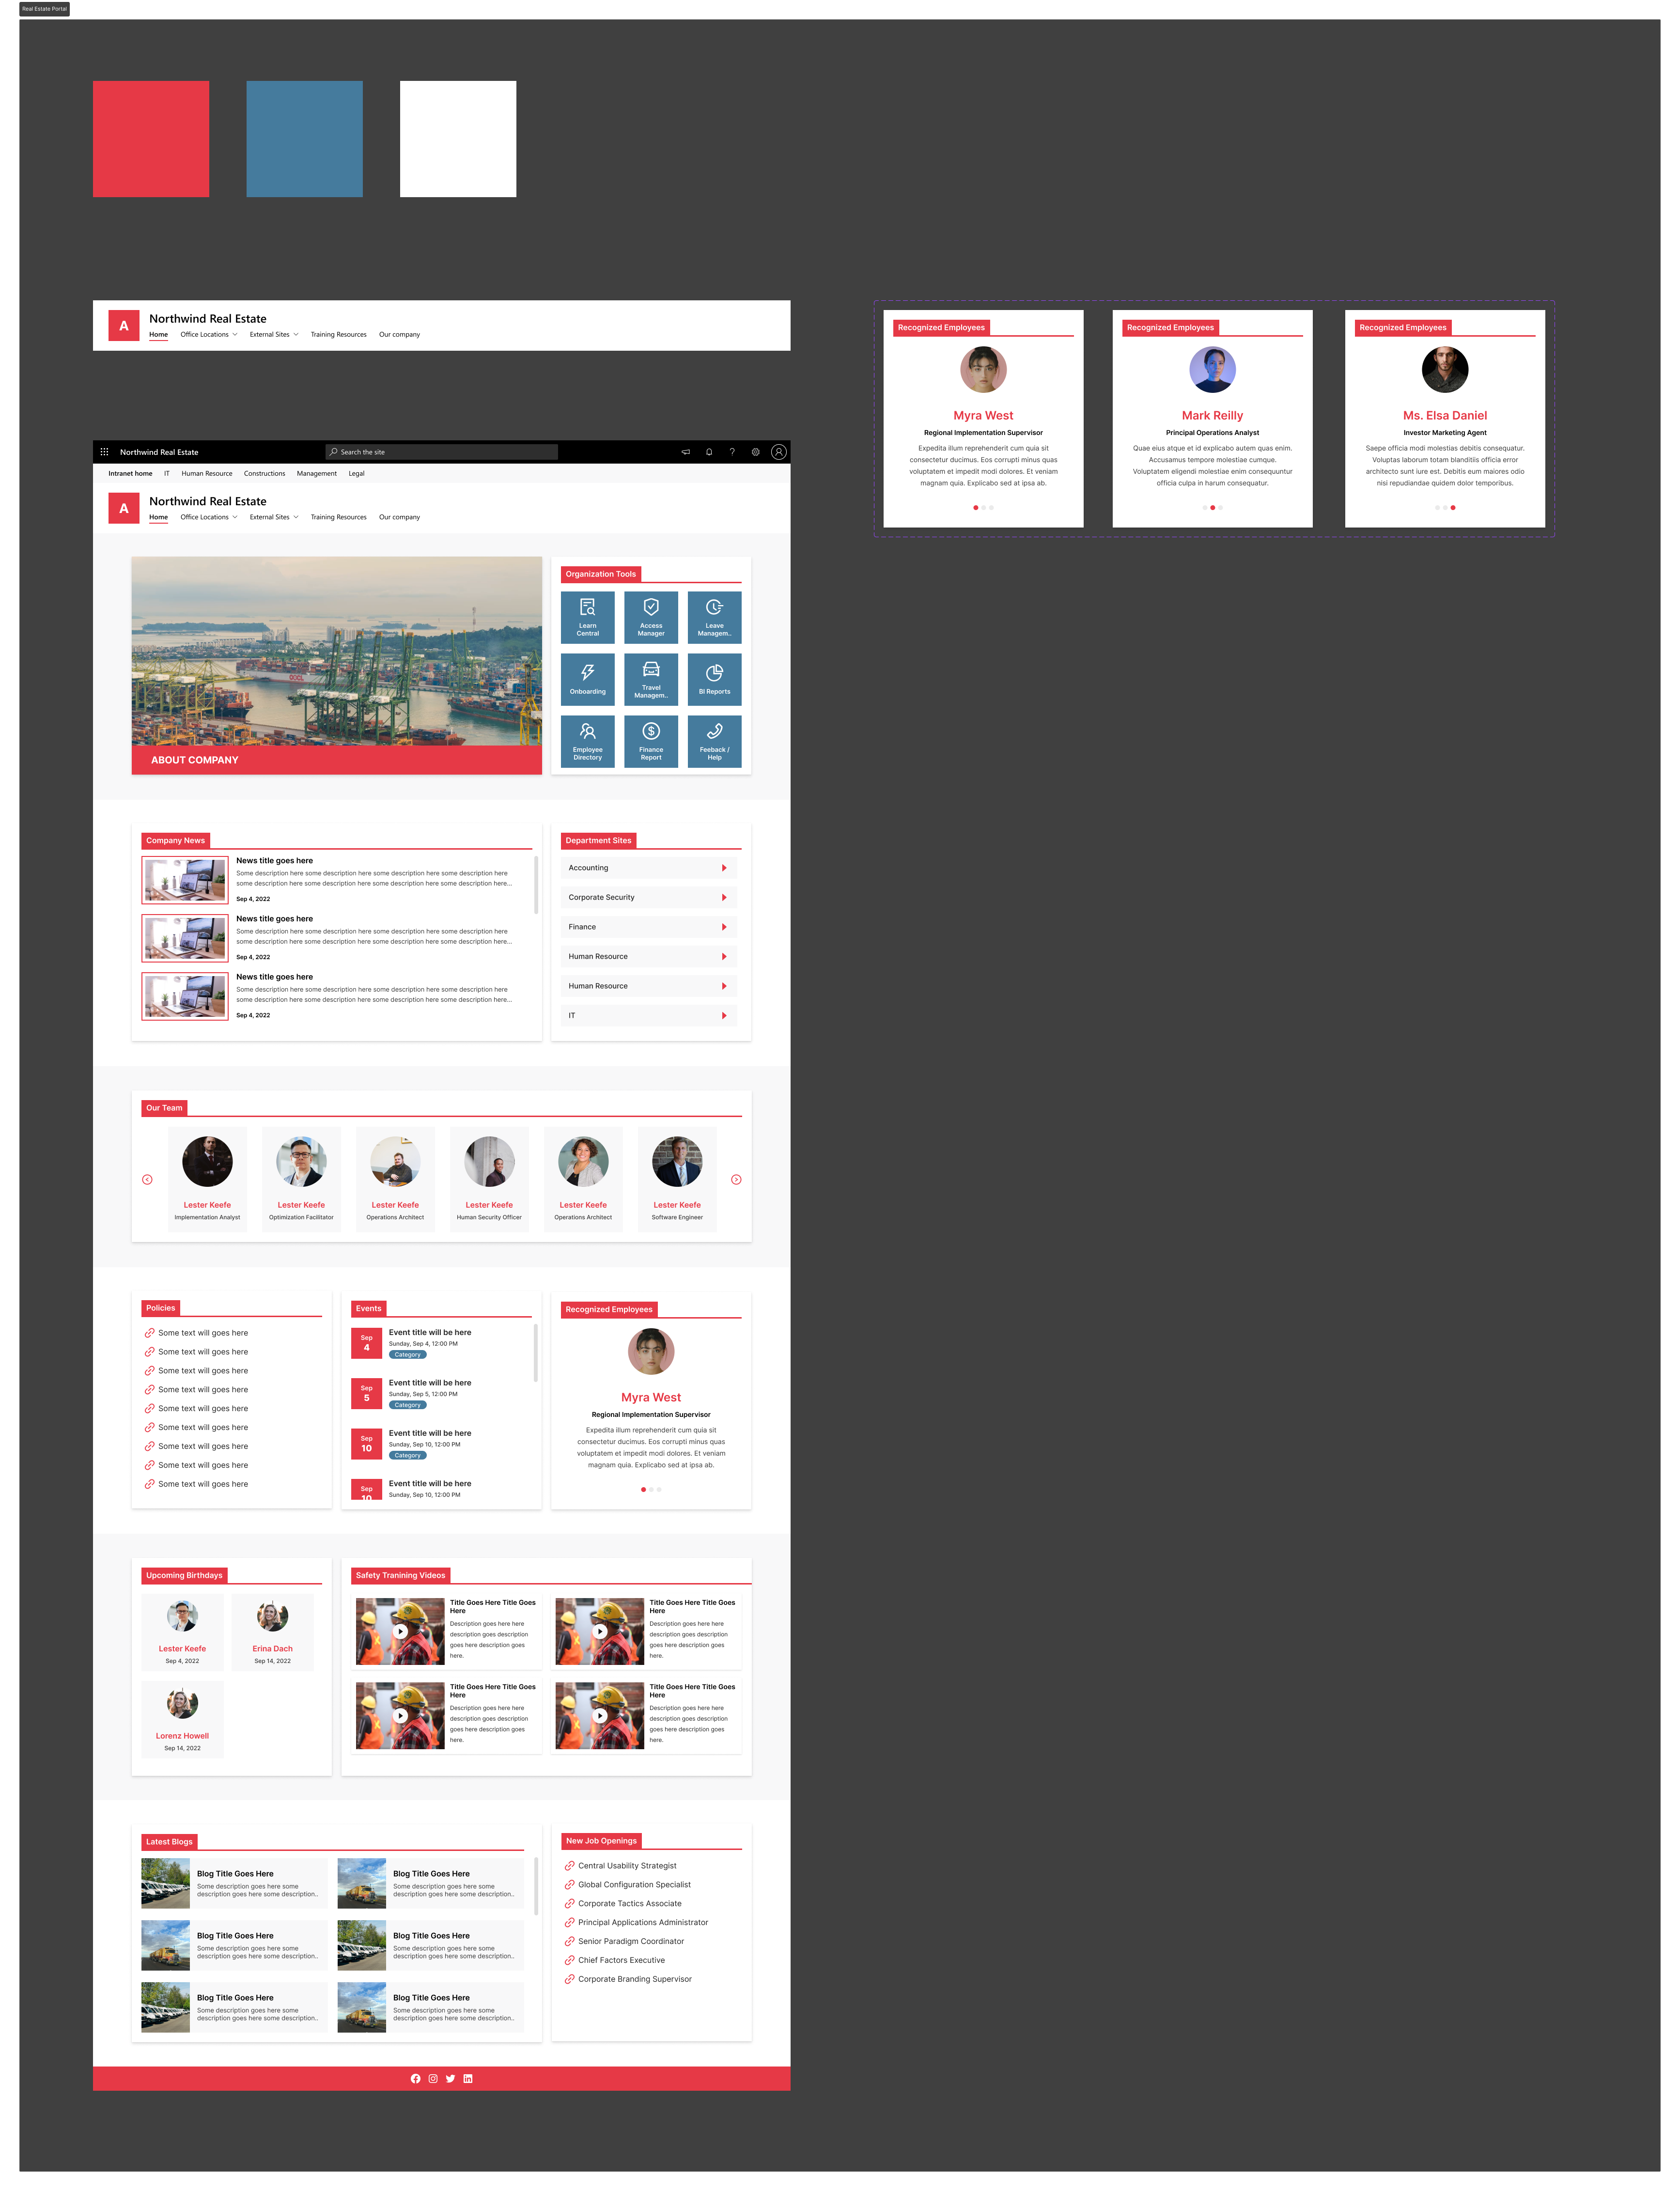 Real Estate Portal
A
Northwind Real Estate
Home Office Locations External Sites Training Resources Our company
Recognized Employees
Myra West
Regional Implementation Supervisor
Expedita illum reprehenderit cum quia sit
consectetur ducimus. Eos corrupti minus quas
voluptatem et impedit modi dolores. Et veniam
magnam quia. Explicabo sed at ipsa ab.
Recognized Employees
Mark Reilly
Principal Operations Analyst
Quae eius atque et id explicabo autem quas enim.
Accusamus tempore molestiae cumque.
Voluptatem eligendi molestiae enim consequuntur
officia culpa in harum consequatur.
Recognized Employees
Ms. Elsa Daniel
Investor Marketing Agent
Saepe officia modi molestias debitis consequatur.
Voluptas laborum totam blanditiis officia error
architecto sunt iure est. Debitis eum maiores odio
nisi repudiandae quidem dolor temporibus.
Northwind Real Estate
Search the site
Intranet home IT Human Resource Constructions Management Legal
A
Northwind Real Estate
Home Office Locations External Sites Training Resources Our company
ABOUT COMPANY
Organization Tools
Learn
Central
Access
Manager
Leave
Managem..
Onboarding
Travel
Managem..
BI Reports
Employee
Directory
Finance
Report
Feeback /
Help
Company News
News title goes here
Some description here some description here some description here some description here
some description here some description here some description here some description here...
Sep 4, 2022
News title goes here
Some description here some description here some description here some description here
some description here some description here some description here some description here...
Sep 4, 2022
News title goes here
Some description here some description here some description here some description here
some description here some description here some description here some description here...
Sep 4, 2022
Department Sites
Accounting
Corporate Security
Finance
Human Resource
Human Resource
IT
Our Team
Lester Keefe
Implementation Analyst
Lester Keefe
Optimization Facilitator
Lester Keefe
Operations Architect
Lester Keefe
Human Security Officer
Lester Keefe
Operations Architect
Lester Keefe
Software Engineer
Policies
Some text will goes here
Some text will goes here
Some text will goes here
Some text will goes here
Some text will goes here
Some text will goes here
Some text will goes here
Some text will goes here
Some text will goes here
Events
Sep
4
Event title will be here
Sunday, Sep 4, 12:00 PM
Category
Sep
5
Event title will be here
Sunday, Sep 5, 12:00 PM
Category
Sep
10
Event title will be here
Sunday, Sep 10, 12:00 PM
Category
Sep
10
Event title will be here
Sunday, Sep 10, 12:00 PM
Recognized Employees
Myra West
Regional Implementation Supervisor
Expedita illum reprehenderit cum quia sit
consectetur ducimus. Eos corrupti minus quas
voluptatem et impedit modi dolores. Et veniam
magnam quia. Explicabo sed at ipsa ab.
Upcoming Birthdays
Lester Keefe
Sep 4, 2022
Erina Dach
Sep 14, 2022
Lorenz Howell
Sep 14, 2022
Safety Tranining Videos
Title Goes Here Title Goes
Here
Description goes here here
description goes description
goes here description goes
here.
Title Goes Here Title Goes
Here
Description goes here here
description goes description
goes here description goes
here.
Title Goes Here Title Goes
Here
Description goes here here
description goes description
goes here description goes
here.
Title Goes Here Title Goes
Here
Description goes here here
description goes description
goes here description goes
here.
Latest Blogs
Blog Title Goes Here
Some description goes here some
description goes here some description..
Blog Title Goes Here
Some description goes here some
description goes here some description..
Blog Title Goes Here
Some description goes here some
description goes here some description..
Blog Title Goes Here
Some description goes here some
description goes here some description..
Blog Title Goes Here
Some description goes here some
description goes here some description..
Blog Title Goes Here
Some description goes here some
description goes here some description..
New Job Openings
Central Usability Strategist
Global Configuration Specialist
Corporate Tactics Associate
Principal Applications Administrator
Senior Paradigm Coordinator
Chief Factors Executive
Corporate Branding Supervisor